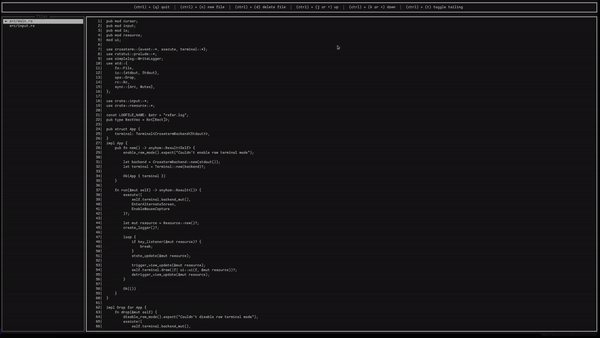 (ctrl) + (q) quit | (ctrl) + (n) new file | (ctrl) + (d) delete file | (ctrl) + (j or ↑) up | (ctrl) + (k or ↓) down | (ctrl) + (t) toggle tailing
src/main.rs
src/input.rs
1| pub mod cursor;
2| pub mod input;
3| pub mod io;
4| pub mod resource;
5| mod ui;
6|
7| use crossterm::{event::*, execute, terminal::*};
8| use ratatui::prelude::*;
9| use simplelog::WriteLogger;
10| use std::{
11| fs::File,
12| io::{stdout, Stdout},
13| ops::Drop,
14| rc::Rc,
15| sync::{Arc, Mutex},
16| };
17|
18| use crate::input::*;
19| use crate::resource::*;
20|
21| const LOGFILE_NAME: &str = "refer.log";
22| pub type RectVec = Rc<[Rect]>;
23|
24| pub struct App {
25| terminal: Terminal<CrosstermBackend<Stdout>>,
26| }
27| impl App {
28| pub fn new() -> anyhow::Result<Self> {
29| enable_raw_mode().expect("Couldn't enable raw terminal mode");
30|
31| let backend = CrosstermBackend::new(stdout());
32| let terminal = Terminal::new(backend)?;
33|
34| Ok(App { terminal })
35| }
36|
37| pub fn run(&mut self) -> anyhow::Result<()> {
38| execute!(
39| self.terminal.backend_mut(),
40| EnterAlternateScreen,
41| EnableMouseCapture
42| )?;
43|
44| let mut resource = Resource::new()?;
45| create_logger()?;
46|
47| loop {
48| if key_listener(&mut resource)? {
49| break;
50| }
51| state_update(&mut resource);
52|
53| trigger_view_update(&mut resource);
54| self.terminal.draw(|f| ui::ui(f, &mut resource))?;
55| detrigger_view_update(&mut resource);
56| }
57|
58| Ok(())
59| }
60| }
61|
62| impl Drop for App {
63| fn drop(&mut self) {
64| disable_raw_mode().expect("Couldn't disable raw terminal mode");
65| execute!(
66| self.terminal.backend_mut(),